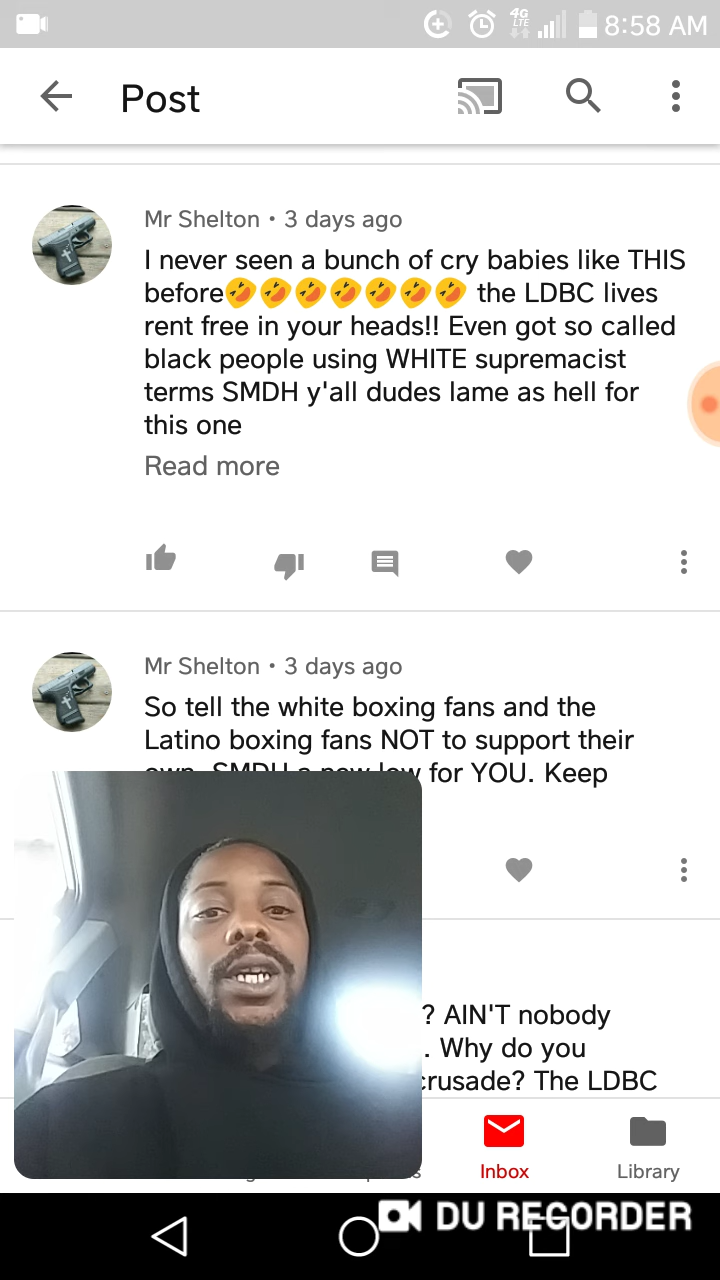 4G
LTE
8:58 AM
Post
Mr Shelton • 3 days ago
I never seen a bunch of cry babies like THIS
before🤣🤣🤣🤣🤣🤣🤣 the LDBC lives
rent free in your heads!! Even got so called
black people using WHITE supremacist
terms SMDH y'all dudes lame as hell for
this one
Read more
Mr Shelton • 3 days ago
So tell the white boxing fans and the
Latino boxing fans NOT to support their
own. SMDH a new low for YOU. Keep
? AIN'T nobody
. Why do you
crusade? The LDBC
Inbox
Library
DU RECORDER